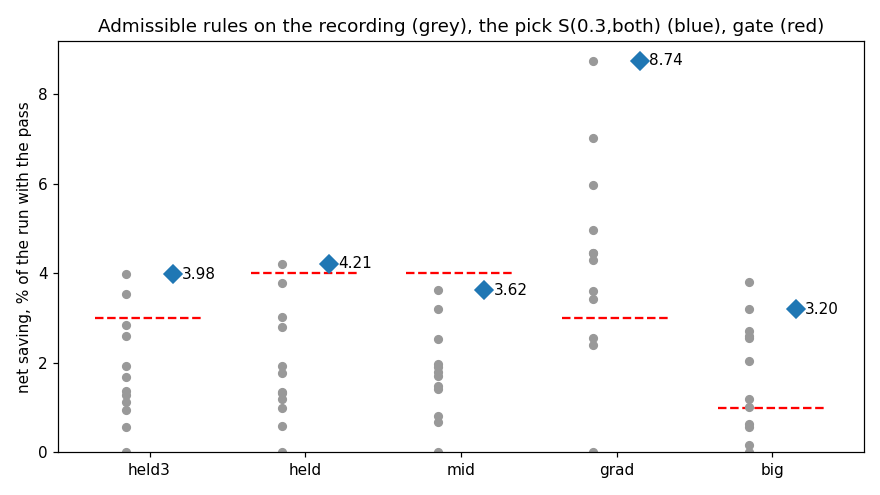 Admissible rules on the recording (grey), the pick S(0.3,both) (blue), gate (red)
net saving, % of the run with the pass
8
6
4
2
0
3.98
4.21
3.62
8.74
3.20
held3
held
mid
grad
big